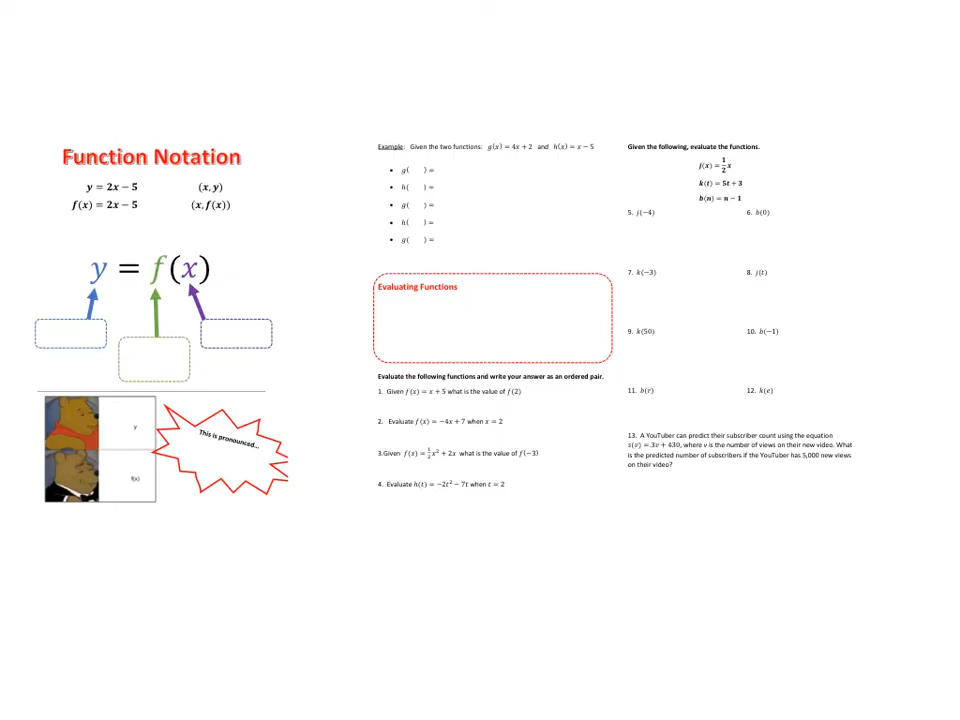 Function Notation
y = 2x − 5 (x, y)
f(x) = 2x − 5 (x, f(x))
y = f(x)
y
f(x)
This is pronounced...
Example: Given the two functions: g(x) = 4x + 2 and h(x) = x − 5
• g( ) =
• h( ) =
• g( ) =
• h( ) =
• g( ) =
Evaluating Functions
Evaluate the following functions and write your answer as an ordered pair.
1. Given f(x) = x + 5 what is the value of f(2)
2. Evaluate f(x) = −4x + 7 when x = 2
3.Given f(x) = 1/2 x² + 2x what is the value of f(−3)
4. Evaluate h(t) = −2t² − 7t when t = 2
Given the following, evaluate the functions.
j(x) = 1/2 x
k(t) = 5t + 3
b(n) = n − 1
5. j(−4) 6. b(0)
7. k(−3) 8. j(t)
9. k(50) 10. b(−1)
11. b(r) 12. k(e)
13. A YouTuber can predict their subscriber count using the equation
s(v) = .3v + 430, where v is the number of views on their new video. What
is the predicted number of subscribers if the YouTuber has 5,000 new views
on their video?